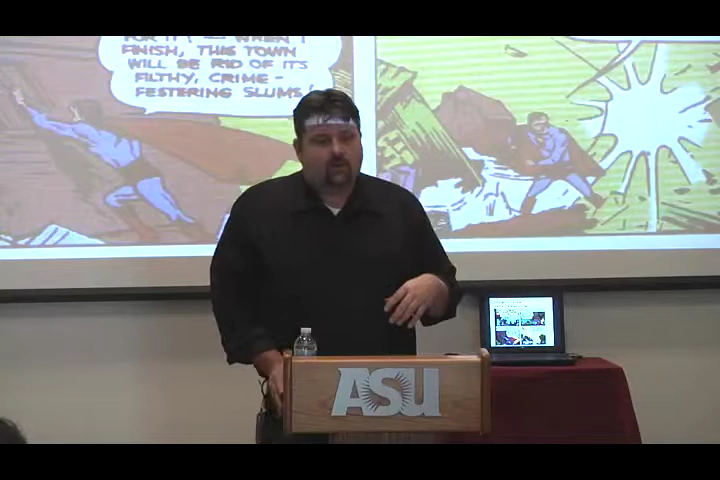 FINISH, THIS TOWN
WILL BE RID OF ITS
FILTHY, CRIME-
FESTERING SLUMS!
ASU